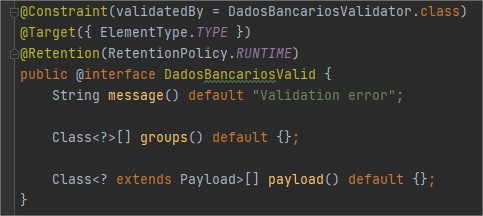 @Constraint(validatedBy = DadosBancariosValidator.class)
@Target({ ElementType.TYPE })
@Retention(RetentionPolicy.RUNTIME)
public @interface DadosBancariosValid {
    String message() default "Validation error";
    Class<?>[] groups() default {};
    Class<? extends Payload>[] payload() default {};
}